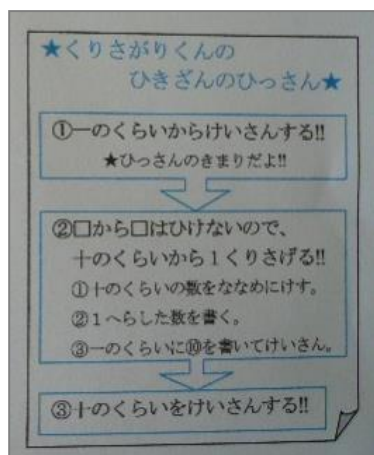 ★くりさがりくんの
ひきざんのひっさん★
①一のくらいからけいさんする!!
★ひっさんのきまりだよ!!
②□から□はひけないので、
十のくらいから1くりさげる!!
①十のくらいの数をななめにけす。
②1へらした数を書く。
③一のくらいに⑩を書いてけいさん。
③十のくらいをけいさんする!!